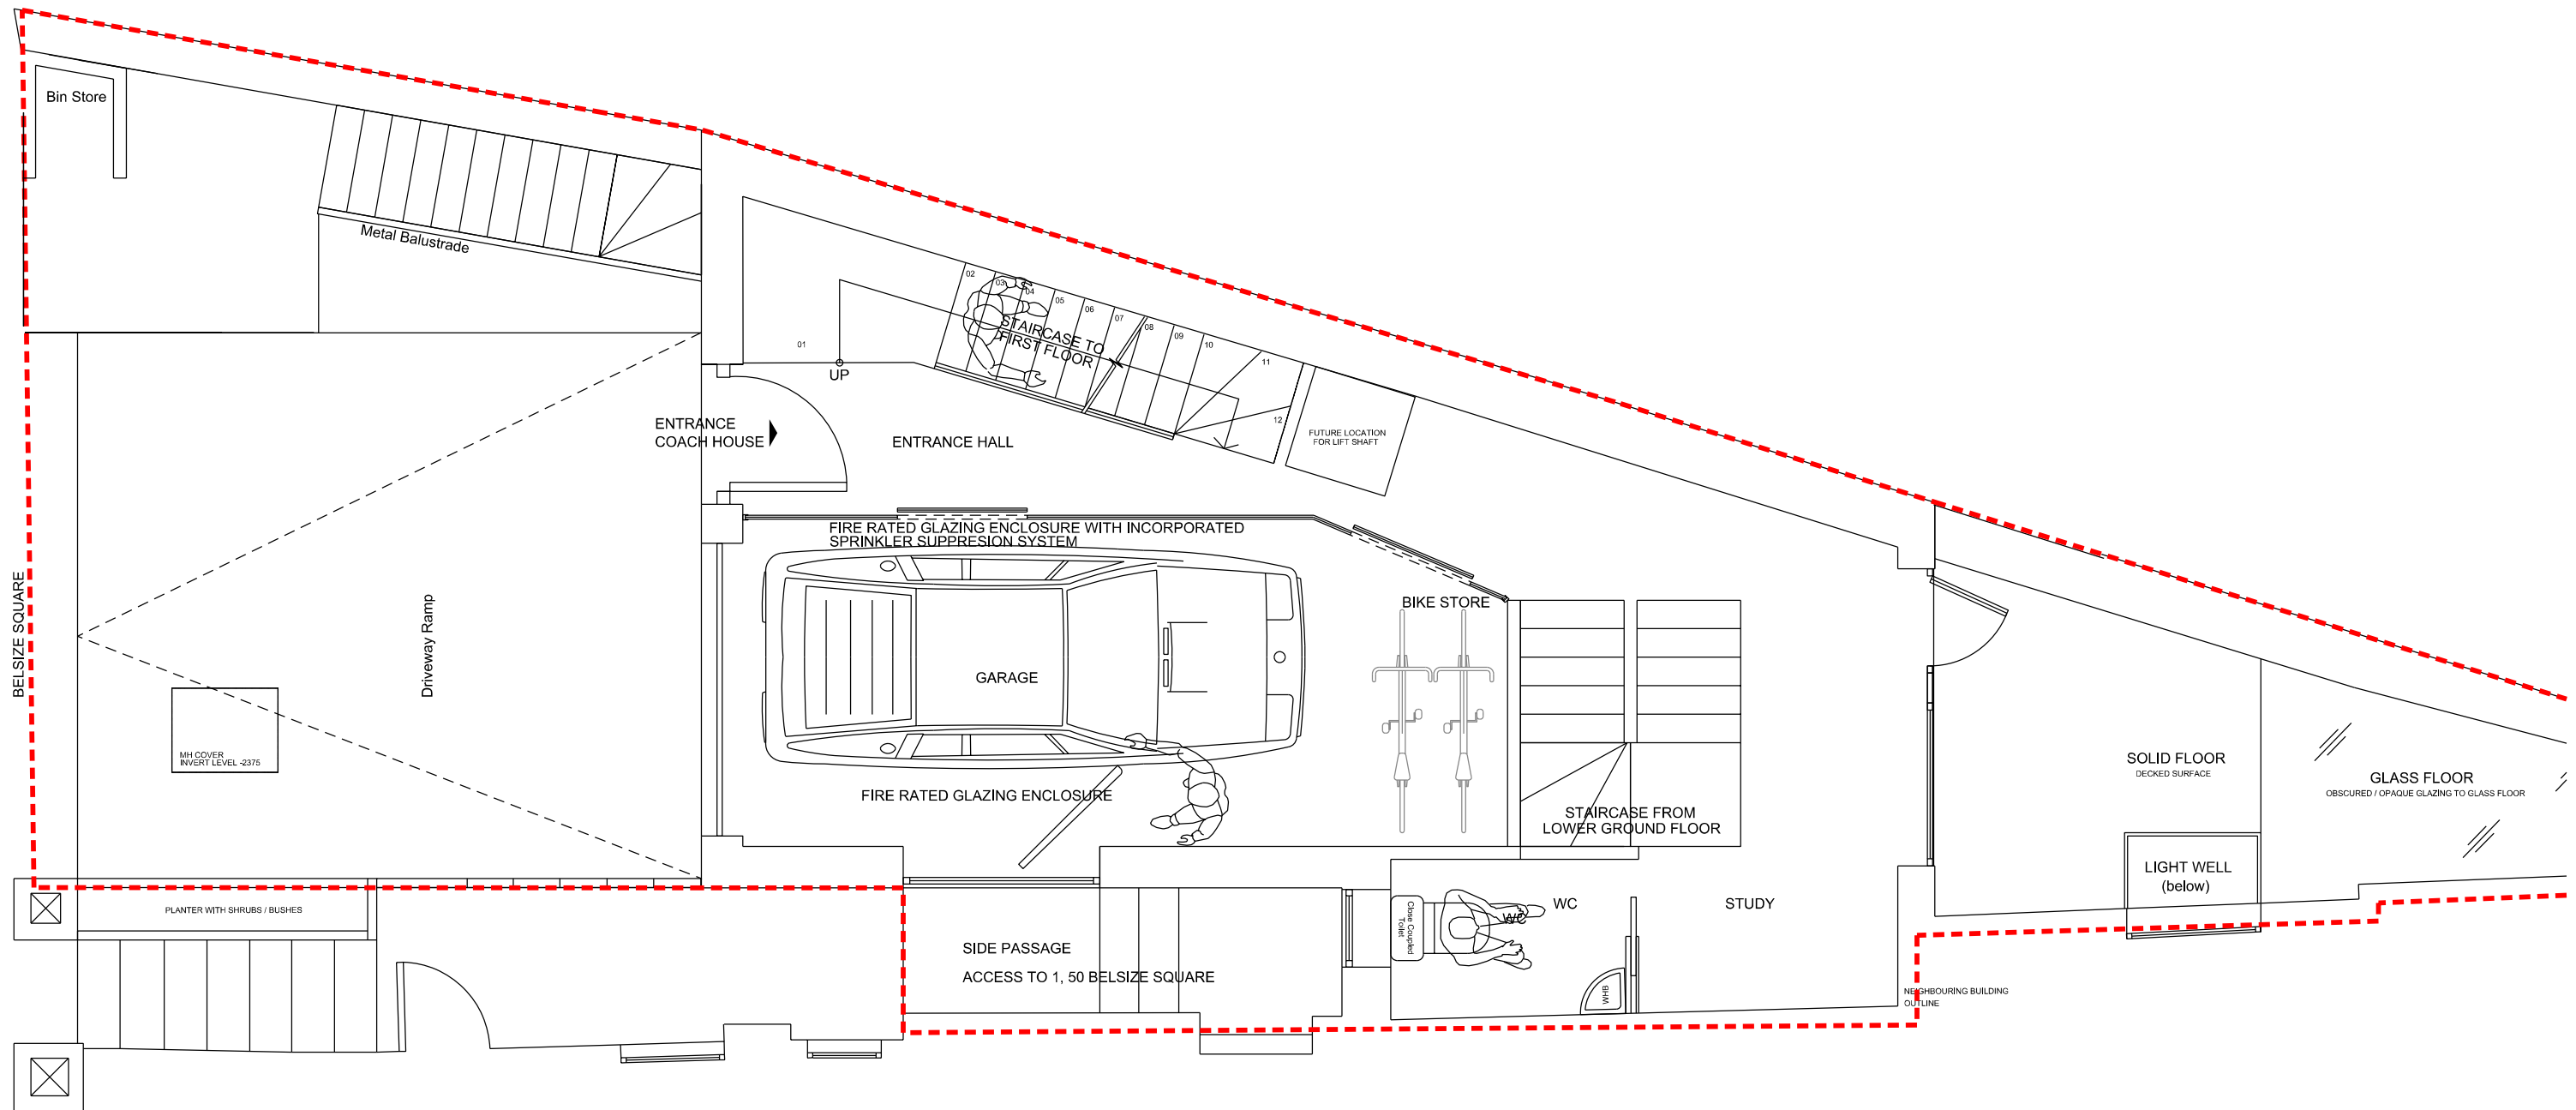 Bin Store
Metal Balustrade
BELSIZE SQUARE
Driveway Ramp
MH COVER
INVERT LEVEL -2375
PLANTER WITH SHRUBS / BUSHES
ENTRANCE
COACH HOUSE
01
UP
02
03
04
05
06
07
08
09
10
11
12
STAIRCASE TO
FIRST FLOOR
ENTRANCE HALL
FUTURE LOCATION
FOR LIFT SHAFT
FIRE RATED GLAZING ENCLOSURE WITH INCORPORATED
SPRINKLER SUPPRESION SYSTEM
GARAGE
FIRE RATED GLAZING ENCLOSURE
BIKE STORE
STAIRCASE FROM
LOWER GROUND FLOOR
SIDE PASSAGE
ACCESS TO 1, 50 BELSIZE SQUARE
Close Coupled
Toilet
WC
WC
WHB
STUDY
SOLID FLOOR
DECKED SURFACE
GLASS FLOOR
OBSCURED / OPAQUE GLAZING TO GLASS FLOOR
LIGHT WELL
(below)
NEIGHBOURING BUILDING
OUTLINE